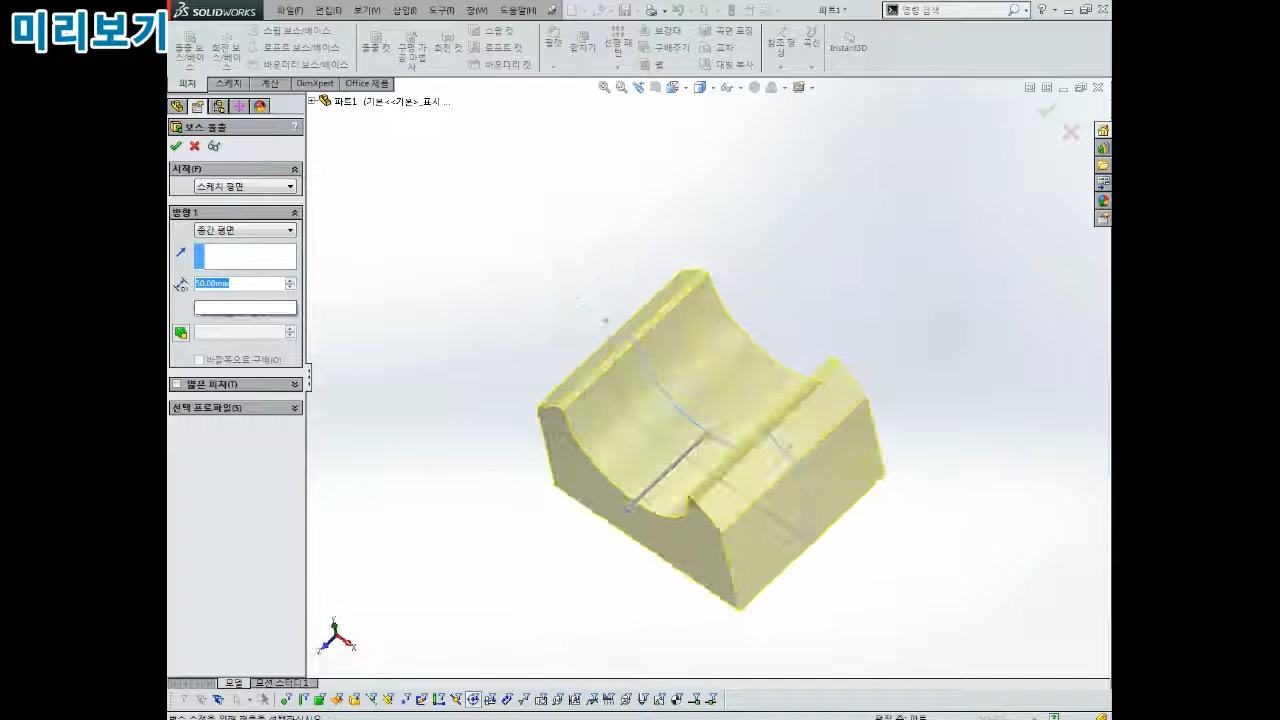 미리보기
SOLIDWORKS
파일(F) 편집(E) 보기(V) 삽입(I) 도구(T) 창(W) 도움말(H)
파트1 *
명령 검색
돌출 보스/베이스
회전 보스/베이스
스윕 보스/베이스
로프트 보스/베이스
바운더리 보스/베이스
돌출 컷
구멍 가공 마법사
회전 컷
스윕 컷
로프트 컷
바운더리 컷
필렛
선형 패턴
보강대
구배주기
쉘
곡면 포장
교차
대칭 복사
참조 형상
곡선
Instant3D
피처 스케치 계산 DimXpert Office 제품
파트1 (기본<<기본>_표시 ...
보스 돌출
시작(F)
스케치 평면
방향 1
중간 평면
50.00mm
바깥쪽으로 구배(O)
얇은 피처(T)
선택 프로파일(S)
모델 모션 스터디 1